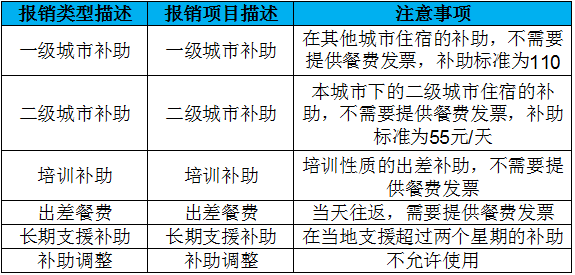 报销类型描述 报销项目描述 注意事项
一级城市补助 一级城市补助 在其他城市住宿的补助，不需要
提供餐费发票，补助标准为110
二级城市补助 二级城市补助 本城市下的二级城市住宿的补
助，不需要提供餐费发票，补助
标准为55元/天
培训补助 培训补助 培训性质的出差补助，不需要提
供餐费发票
出差餐费 出差餐费 当天往返，需要提供餐费发票
长期支援补助 长期支援补助 在当地支援超过两个星期的补助
补助调整 补助调整 不允许使用